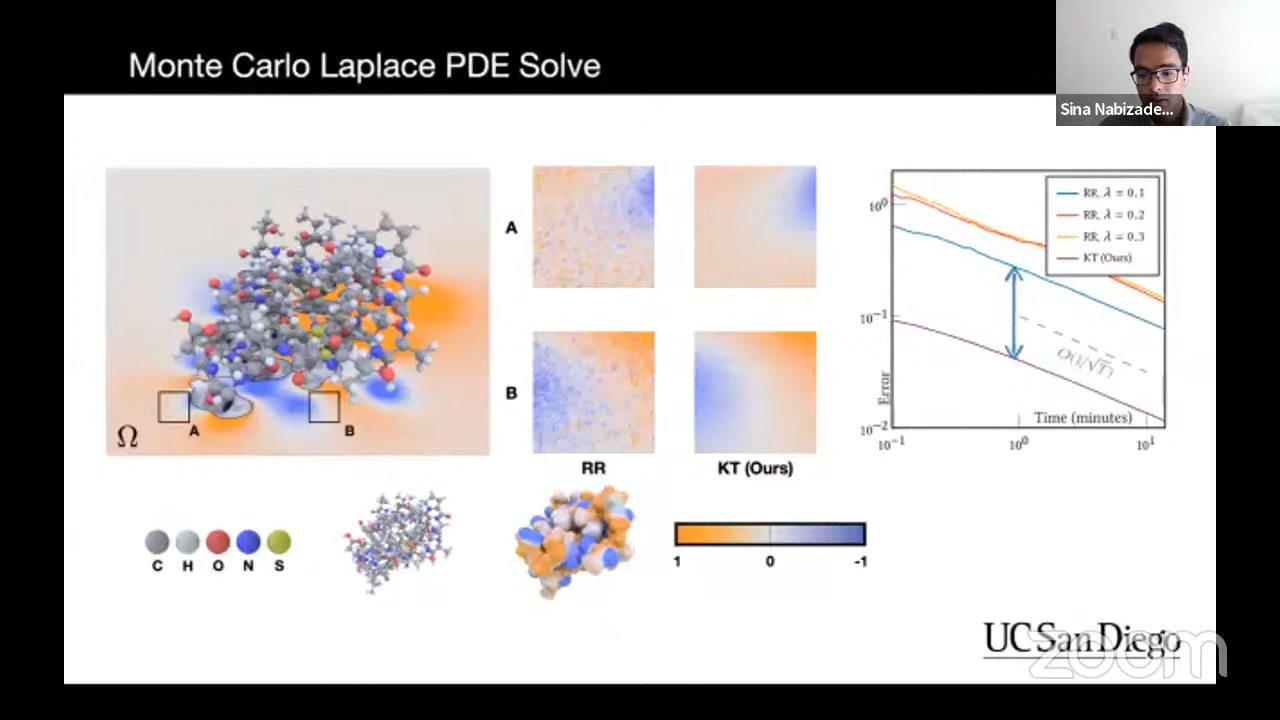 Monte Carlo Laplace PDE Solve
Sina Nabizade...
A
B
Ω
A
B
RR
KT (Ours)
RR, λ = 0.1
RR, λ = 0.2
RR, λ = 0.3
KT (Ours)
10⁰
10⁻¹
10⁻²
Error
O(1/√T)
Time (minutes)
10⁻¹
10⁰
10¹
C H O N S
1 0 -1
UC San Diego
zoom